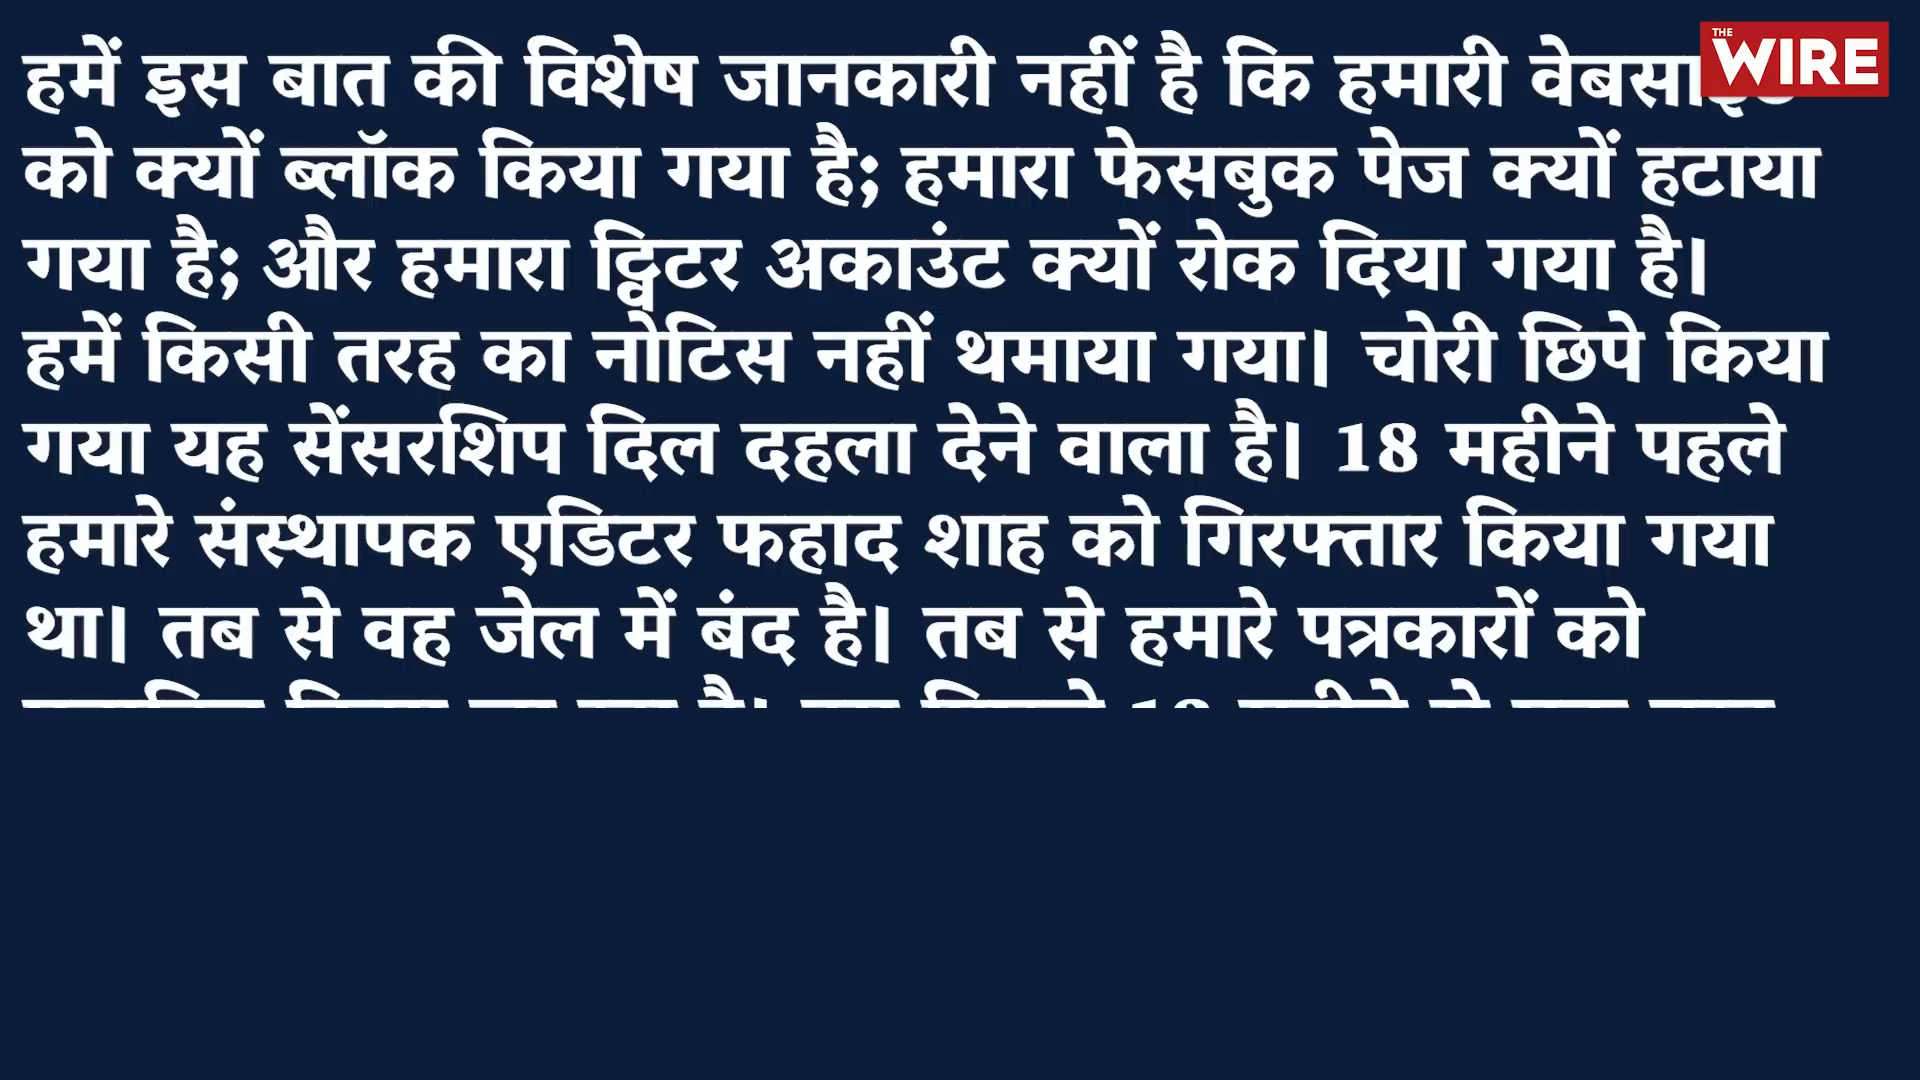 हमें इस बात की विशेष जानकारी नहीं है कि हमारी
THE WIRE
को क्यों ब्लॉक किया गया है; हमारा फेसबुक पेज क्यों हटाया
गया है; और हमारा ट्विटर अकाउंट क्यों रोक दिया गया है।
हमें किसी तरह का नोटिस नहीं थमाया गया। चोरी छिपे किया
गया यह सेंसरशिप दिल दहला देने वाला है। 18 महीने पहले
हमारे संस्थापक एडिटर फहाद शाह को गिरफ्तार किया गया
था। तब से वह जेल में बंद है। तब से हमारे पत्रकारों को